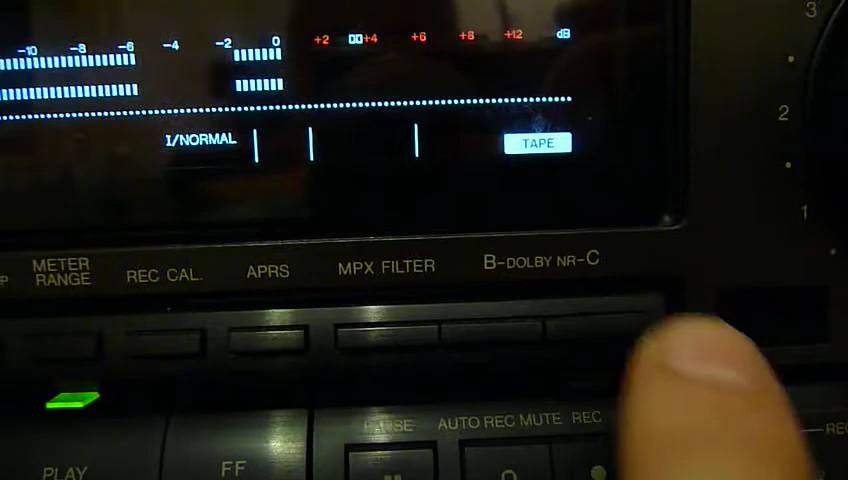 -10 -8 -6 -4 -2 0 +2 +4 +6 +8 +12 dB
I/NORMAL TAPE
3
2
1
METER RANGE
REC CAL.
APRS
MPX FILTER
B-DOLBY NR-C
PAUSE
AUTO REC MUTE
REC
PLAY
FF